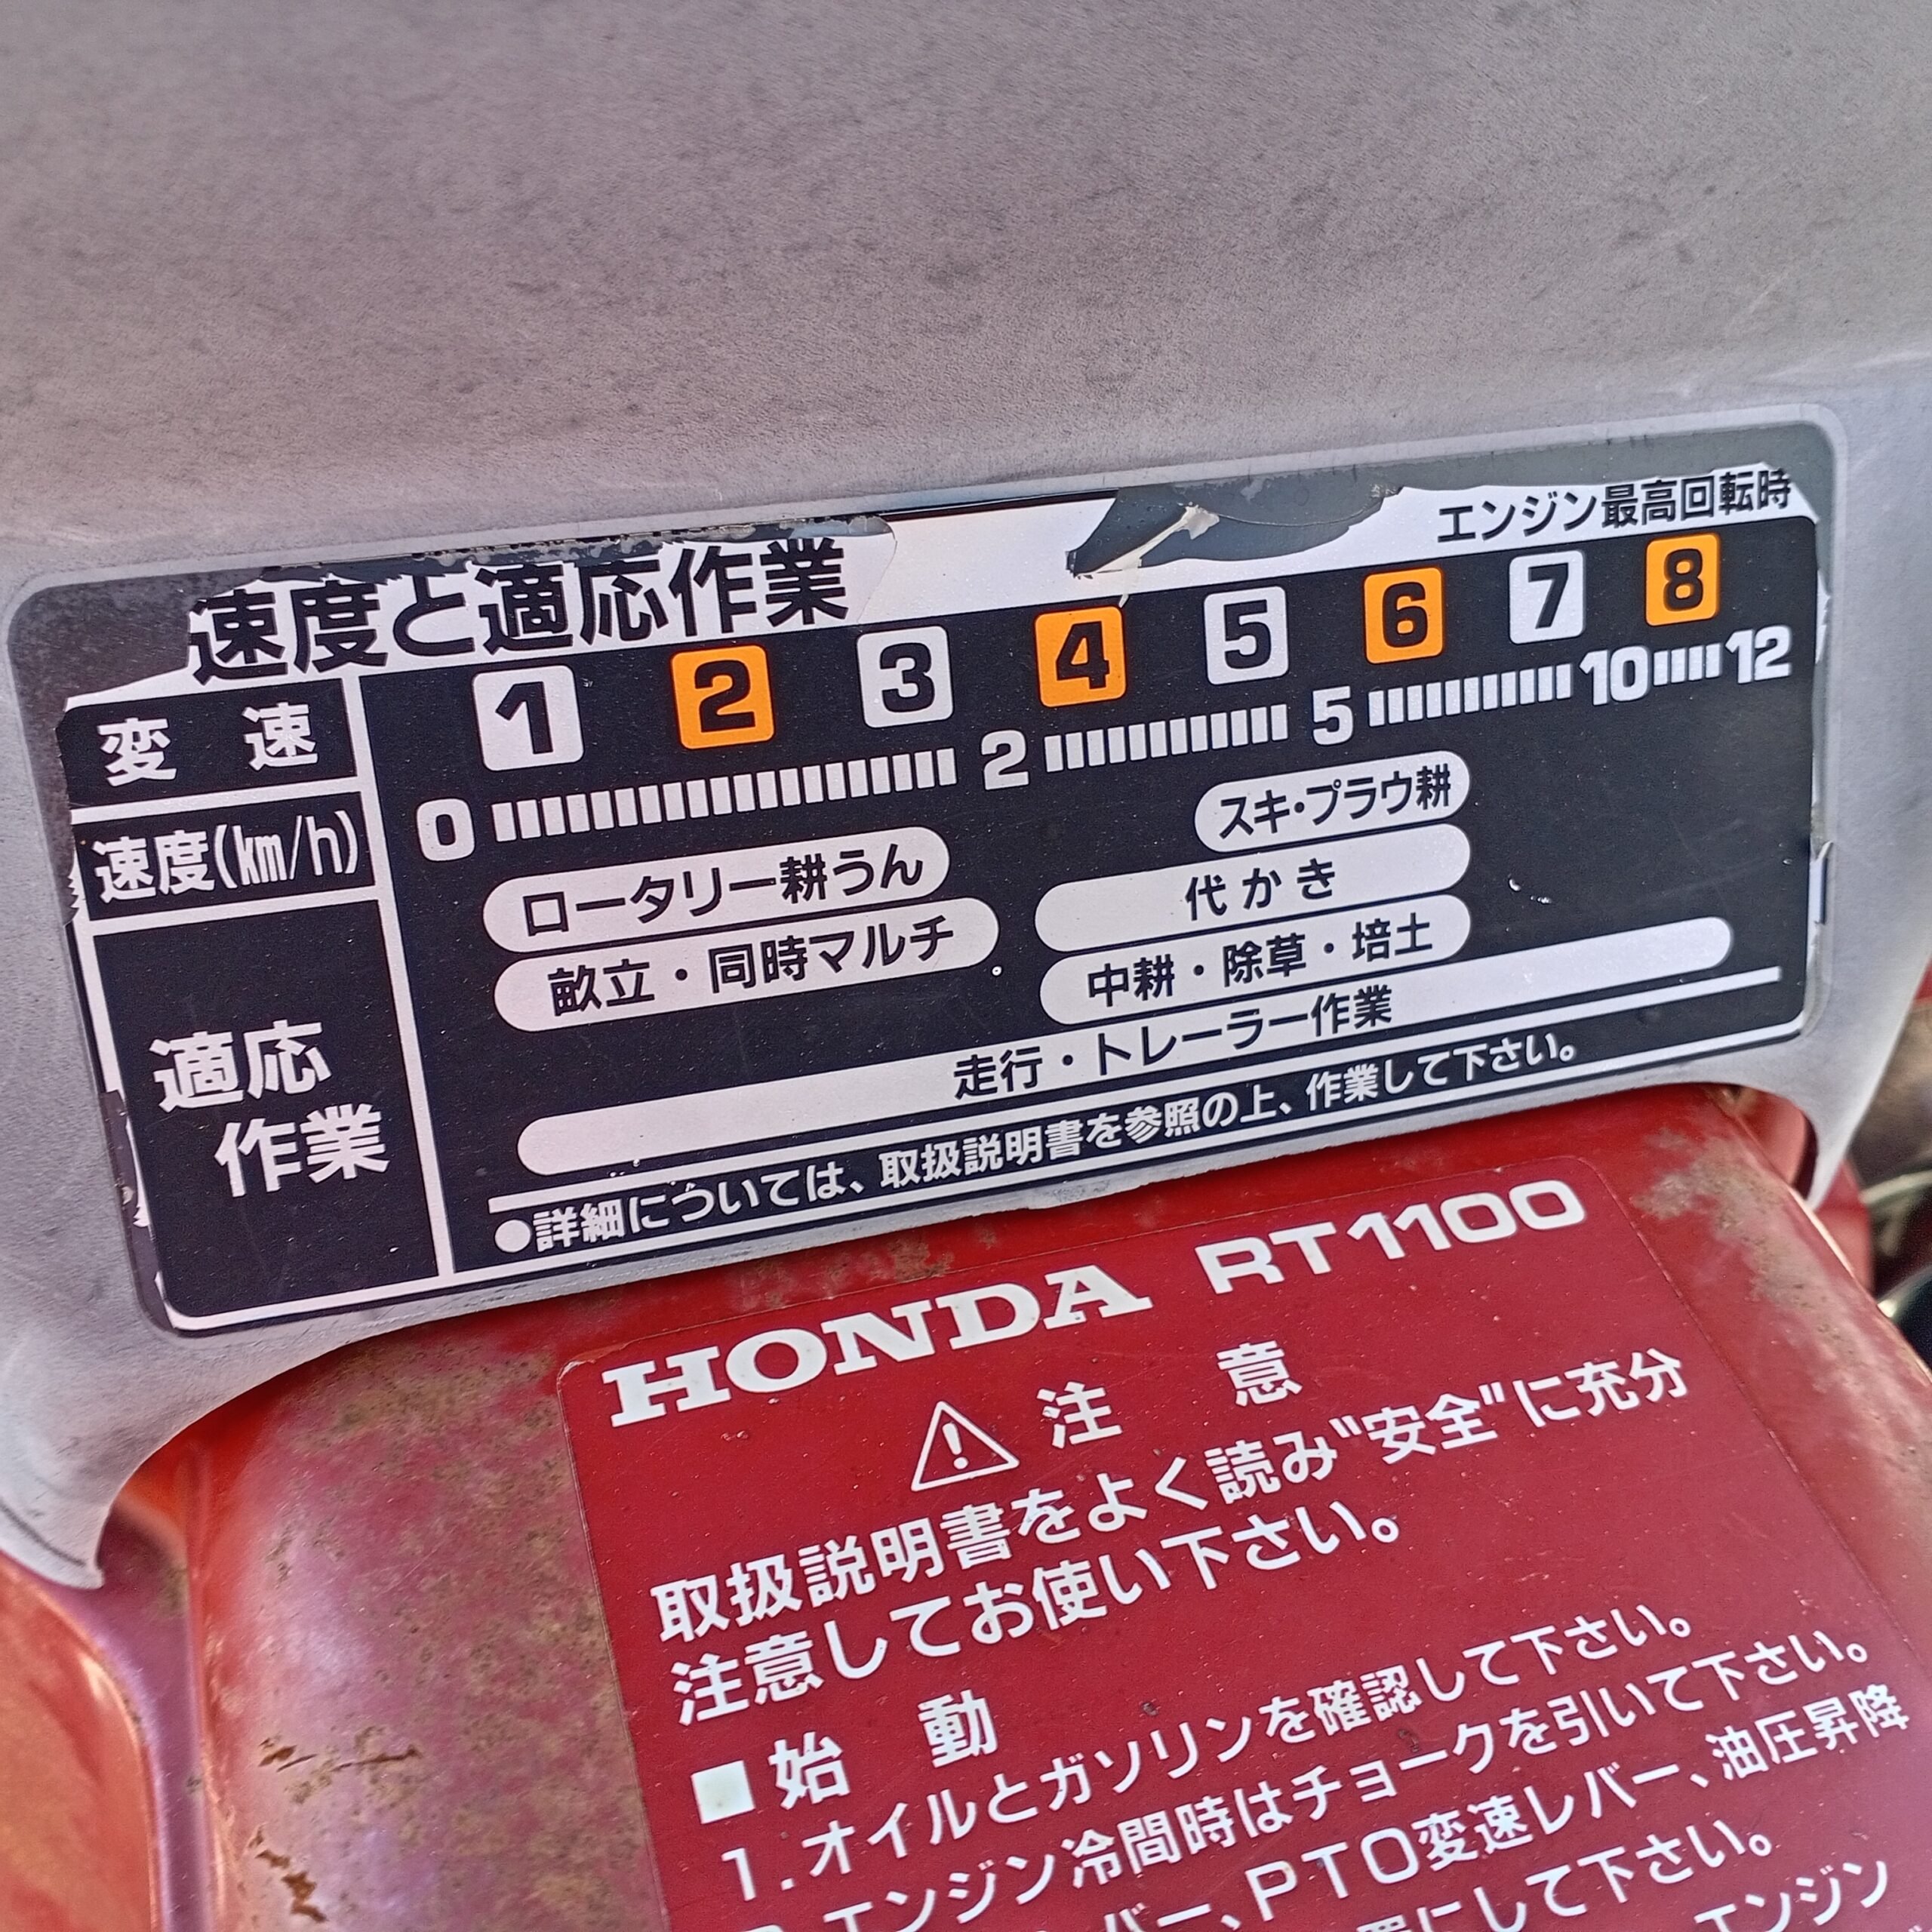 速度と適応作業
エンジン最高回転時
変 速 1 2 3 4 5 6 7 8
速度(km/h) 0 2 5 10 12
適応
作業
ロータリー耕うん
スキ・プラウ耕
代かき
畝立・同時マルチ
中耕・除草・培土
走行・トレーラー作業
●詳細については、取扱説明書を参照の上、作業して下さい。
HONDA RT1100
注 意
取扱説明書をよく読み"安全"に充分
注意してお使い下さい。
■始 動
1.オイルとガソリンを確認して下さい。
エンジン冷間時はチョークを引いて下さい。
バー、PTO変速レバー、油圧昇降
にして下さい。
エンジン